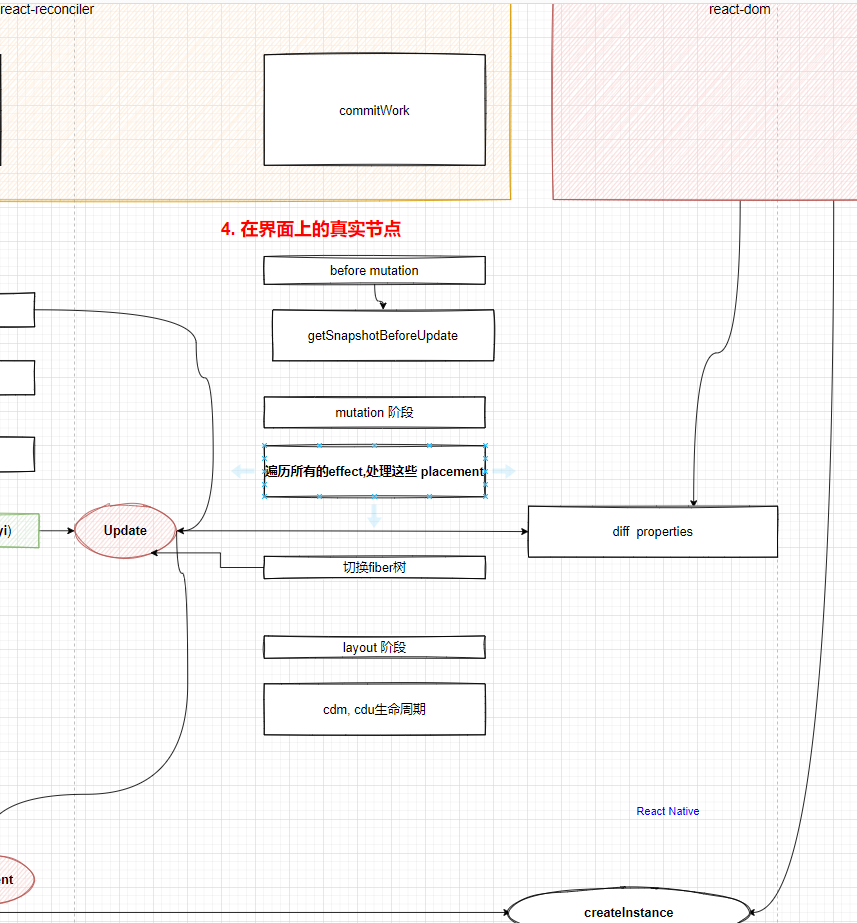 react-reconciler
react-dom
commitWork
4. 在界面上的真实节点
before mutation
getSnapshotBeforeUpdate
mutation 阶段
遍历所有的effect,处理这些 placement
yi)
Update
diff properties
切换fiber树
layout 阶段
cdm, cdu生命周期
React Native
nt
createInstance